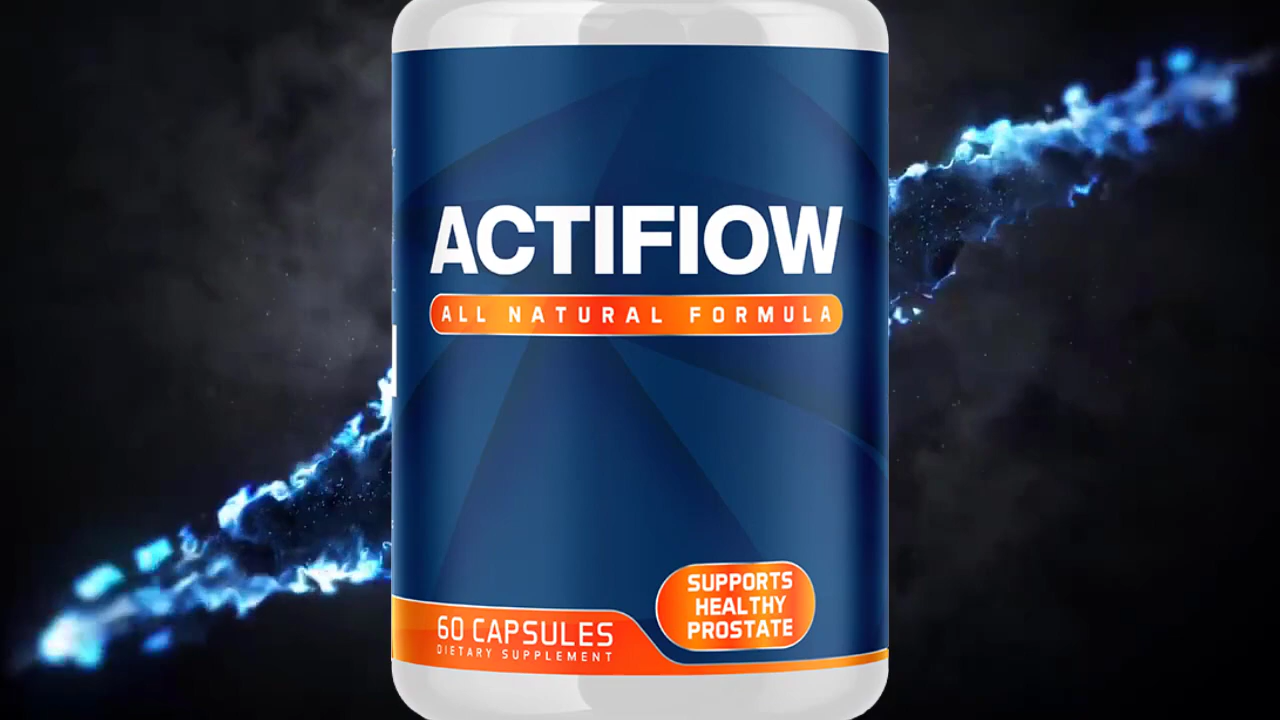 ACTIFIOW
ALL NATURAL FORMULA
SUPPORTS
HEALTHY
PROSTATE
60 CAPSULES
DIETARY SUPPLEMENT